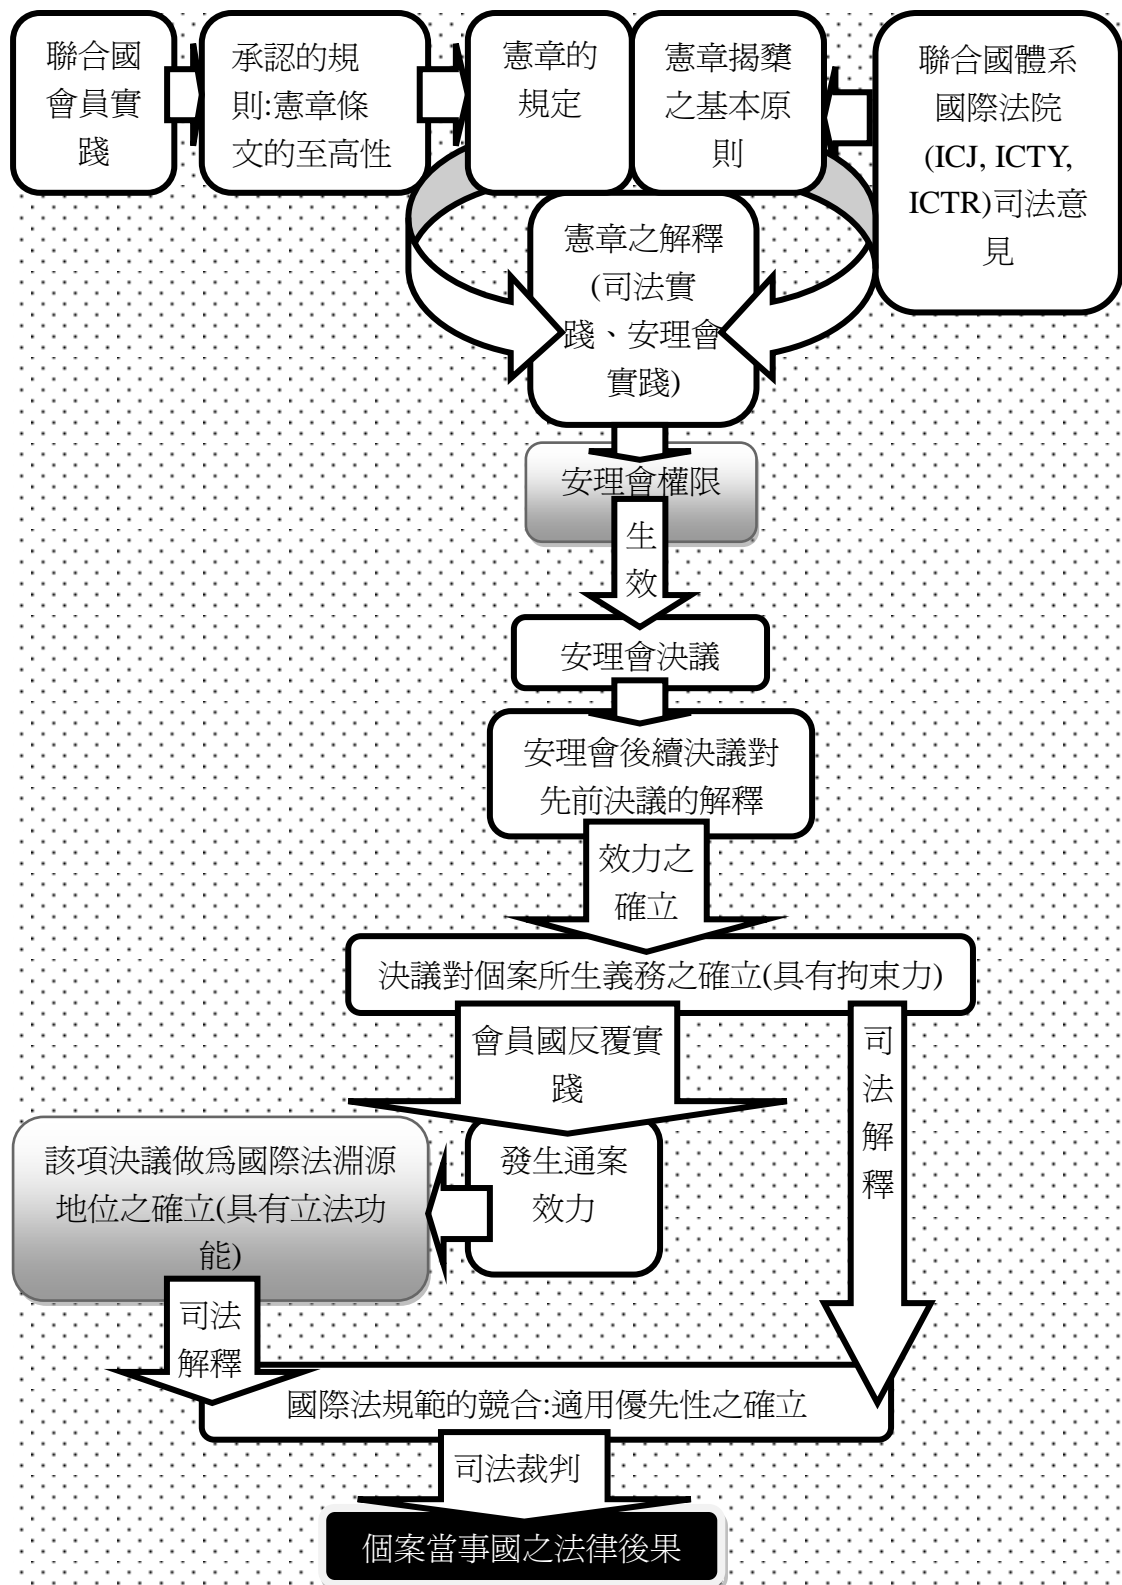 聯合國
會員實
踐
承認的規
則:憲章條
文的至高性
憲章的
規定
憲章揭櫫
之基本原
則
聯合國體系
國際法院
(ICJ, ICTY,
ICTR)司法意
見
憲章之解釋
(司法實
踐、安理會
實踐)
安理會權限
生
效
安理會決議
安理會後續決議對
先前決議的解釋
效力之
確立
決議對個案所生義務之確立(具有拘束力)
會員國反覆實
踐
司
法
解
釋
發生通案
效力
該項決議做為國際法淵源
地位之確立(具有立法功
能)
司法
解釋
國際法規範的競合:適用優先性之確立
司法裁判
個案當事國之法律後果